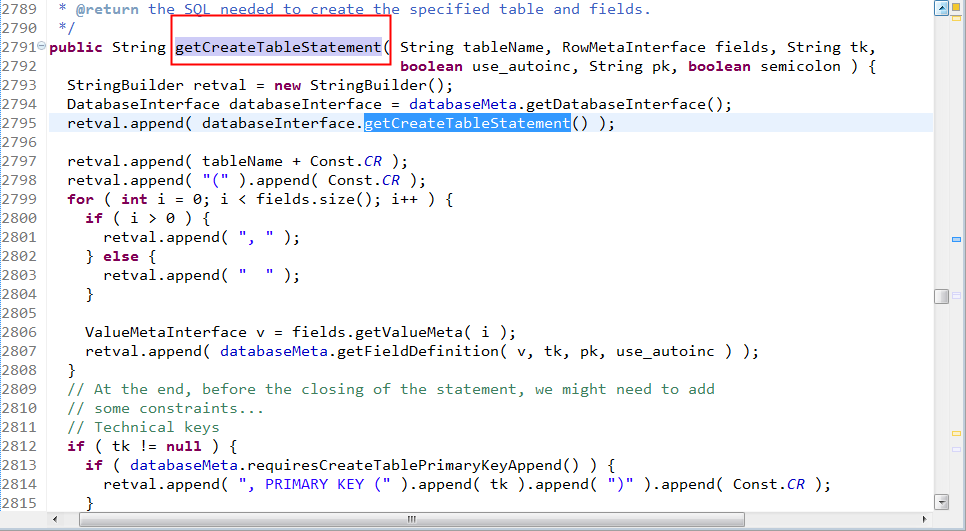 2789  * @return the SQL needed to create the specified table and fields.
2790  */
2791 public String getCreateTableStatement( String tableName, RowMetaInterface fields, String tk,
2792                                        boolean use_autoinc, String pk, boolean semicolon ) {
2793   StringBuilder retval = new StringBuilder();
2794   DatabaseInterface databaseInterface = databaseMeta.getDatabaseInterface();
2795   retval.append( databaseInterface.getCreateTableStatement() );
2796
2797   retval.append( tableName + Const.CR );
2798   retval.append( "(" ).append( Const.CR );
2799   for ( int i = 0; i < fields.size(); i++ ) {
2800     if ( i > 0 ) {
2801       retval.append( ", " );
2802     } else {
2803       retval.append( "  " );
2804     }
2805
2806     ValueMetaInterface v = fields.getValueMeta( i );
2807     retval.append( databaseMeta.getFieldDefinition( v, tk, pk, use_autoinc ) );
2808   }
2809   // At the end, before the closing of the statement, we might need to add
2810   // some constraints...
2811   // Technical keys
2812   if ( tk != null ) {
2813     if ( databaseMeta.requiresCreateTablePrimaryKeyAppend() ) {
2814       retval.append( ", PRIMARY KEY (" ).append( tk ).append( ")" ).append( Const.CR );
2815     }